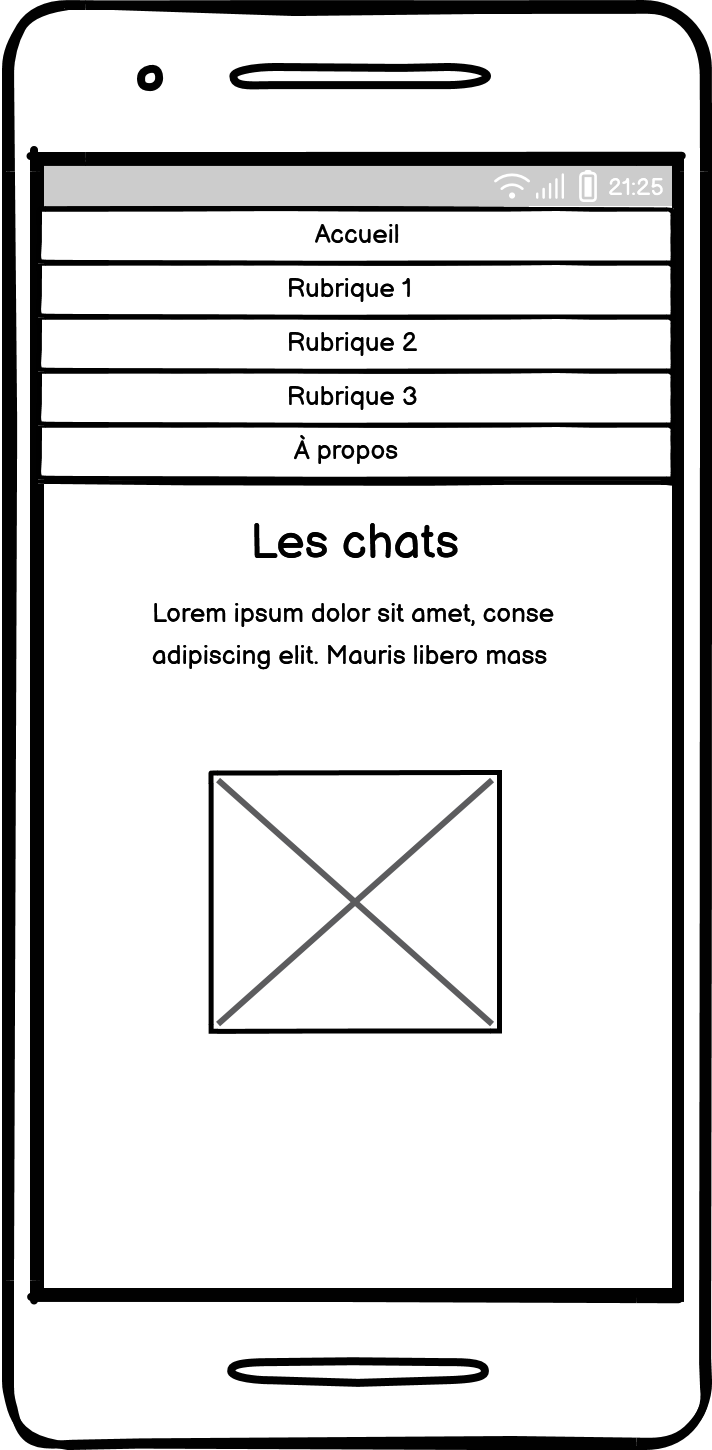 21:25
Accueil
Rubrique 1
Rubrique 2
Rubrique 3
À propos
Les chats
Lorem ipsum dolor sit amet, conse
adipiscing elit. Mauris libero mass